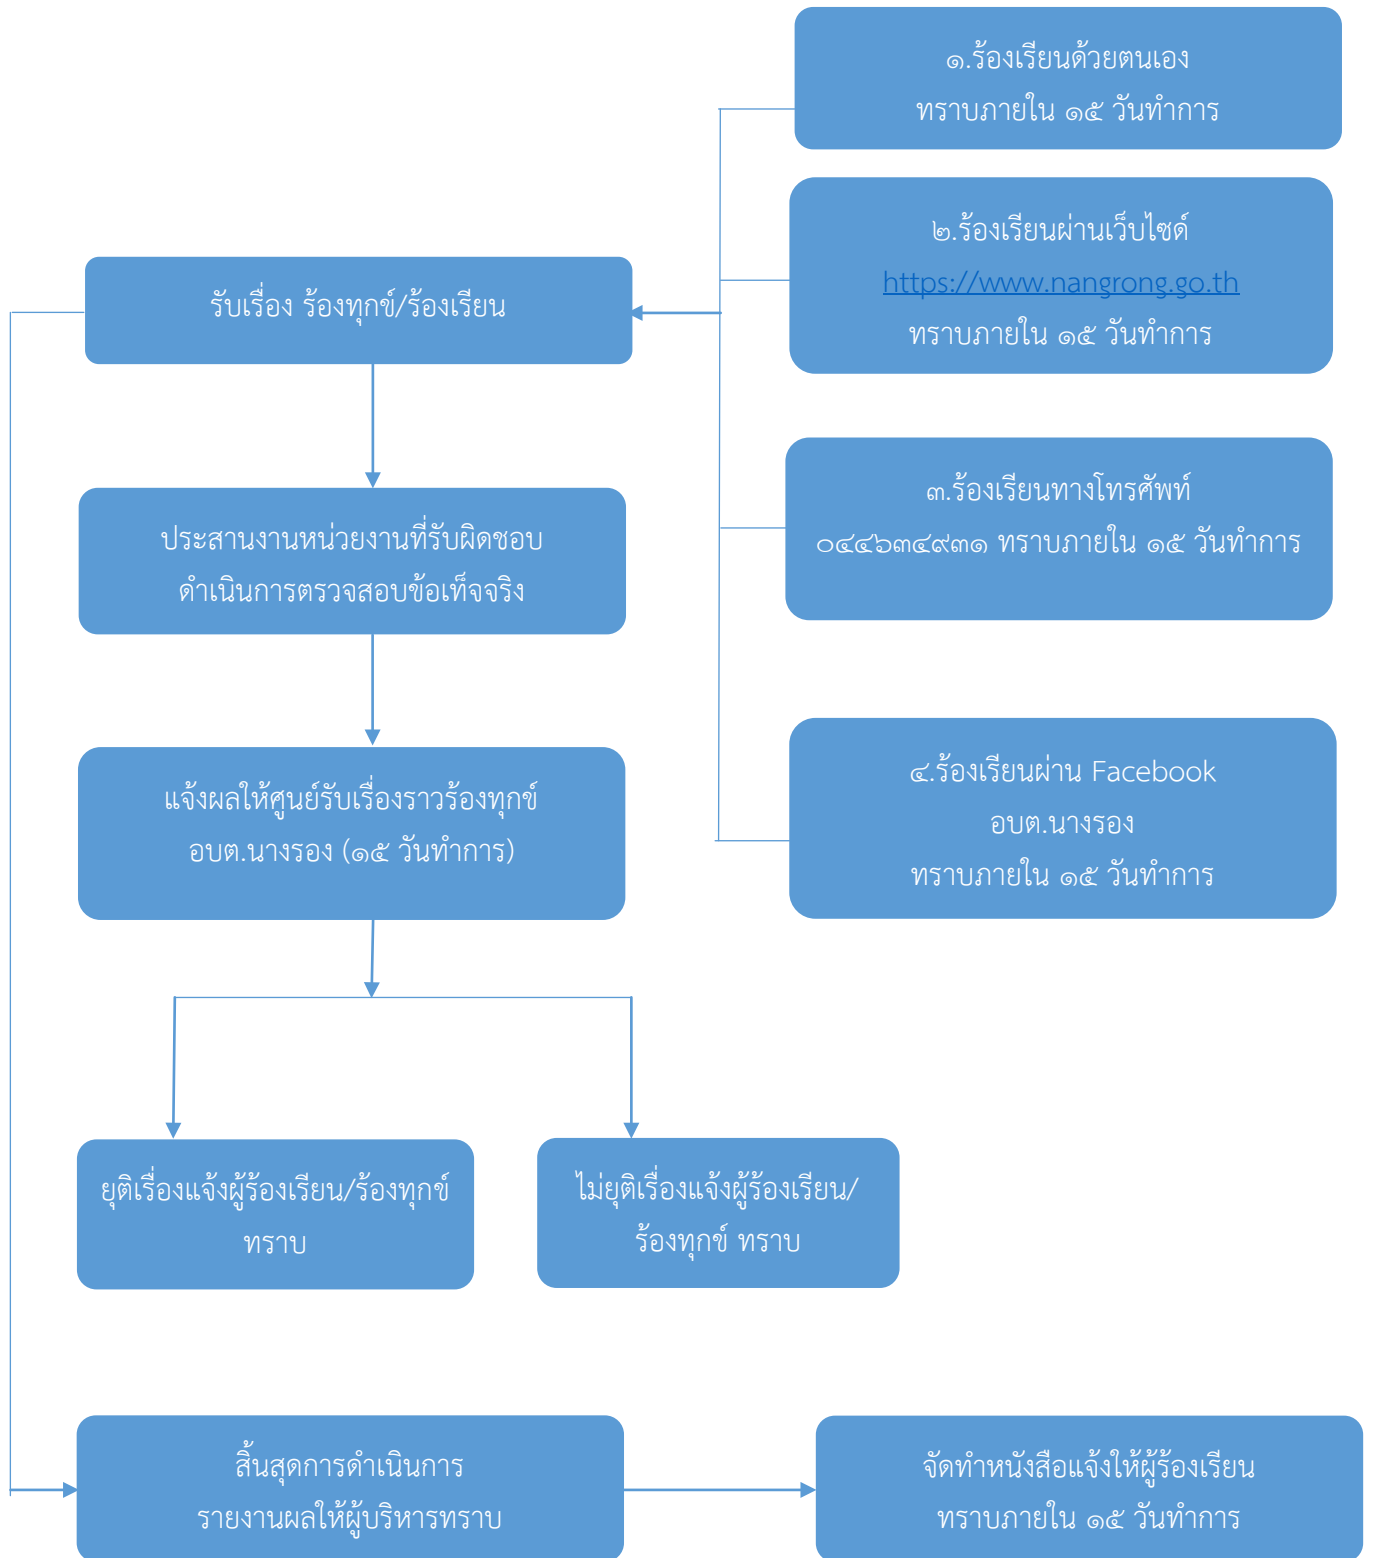 ๑.ร้องเรียนด้วยตนเอง
ทราบภายใน ๑๕ วันทำการ
๒.ร้องเรียนผ่านเว็บไซด์
https://www.nangrong.go.th
ทราบภายใน ๑๕ วันทำการ
รับเรื่อง ร้องทุกข์/ร้องเรียน
๓.ร้องเรียนทางโทรศัพท์
๐๔๔๖๓๔๙๓๑ ทราบภายใน ๑๕ วันทำการ
ประสานงานหน่วยงานที่รับผิดชอบ
ดำเนินการตรวจสอบข้อเท็จจริง
๔.ร้องเรียนผ่าน Facebook
อบต.นางรอง
ทราบภายใน ๑๕ วันทำการ
แจ้งผลให้ศูนย์รับเรื่องราวร้องทุกข์
อบต.นางรอง (๑๕ วันทำการ)
ยุติเรื่องแจ้งผู้ร้องเรียน/ร้องทุกข์
ทราบ
ไม่ยุติเรื่องแจ้งผู้ร้องเรียน/
ร้องทุกข์ ทราบ
สิ้นสุดการดำเนินการ
รายงานผลให้ผู้บริหารทราบ
จัดทำหนังสือแจ้งให้ผู้ร้องเรียน
ทราบภายใน ๑๕ วันทำการ